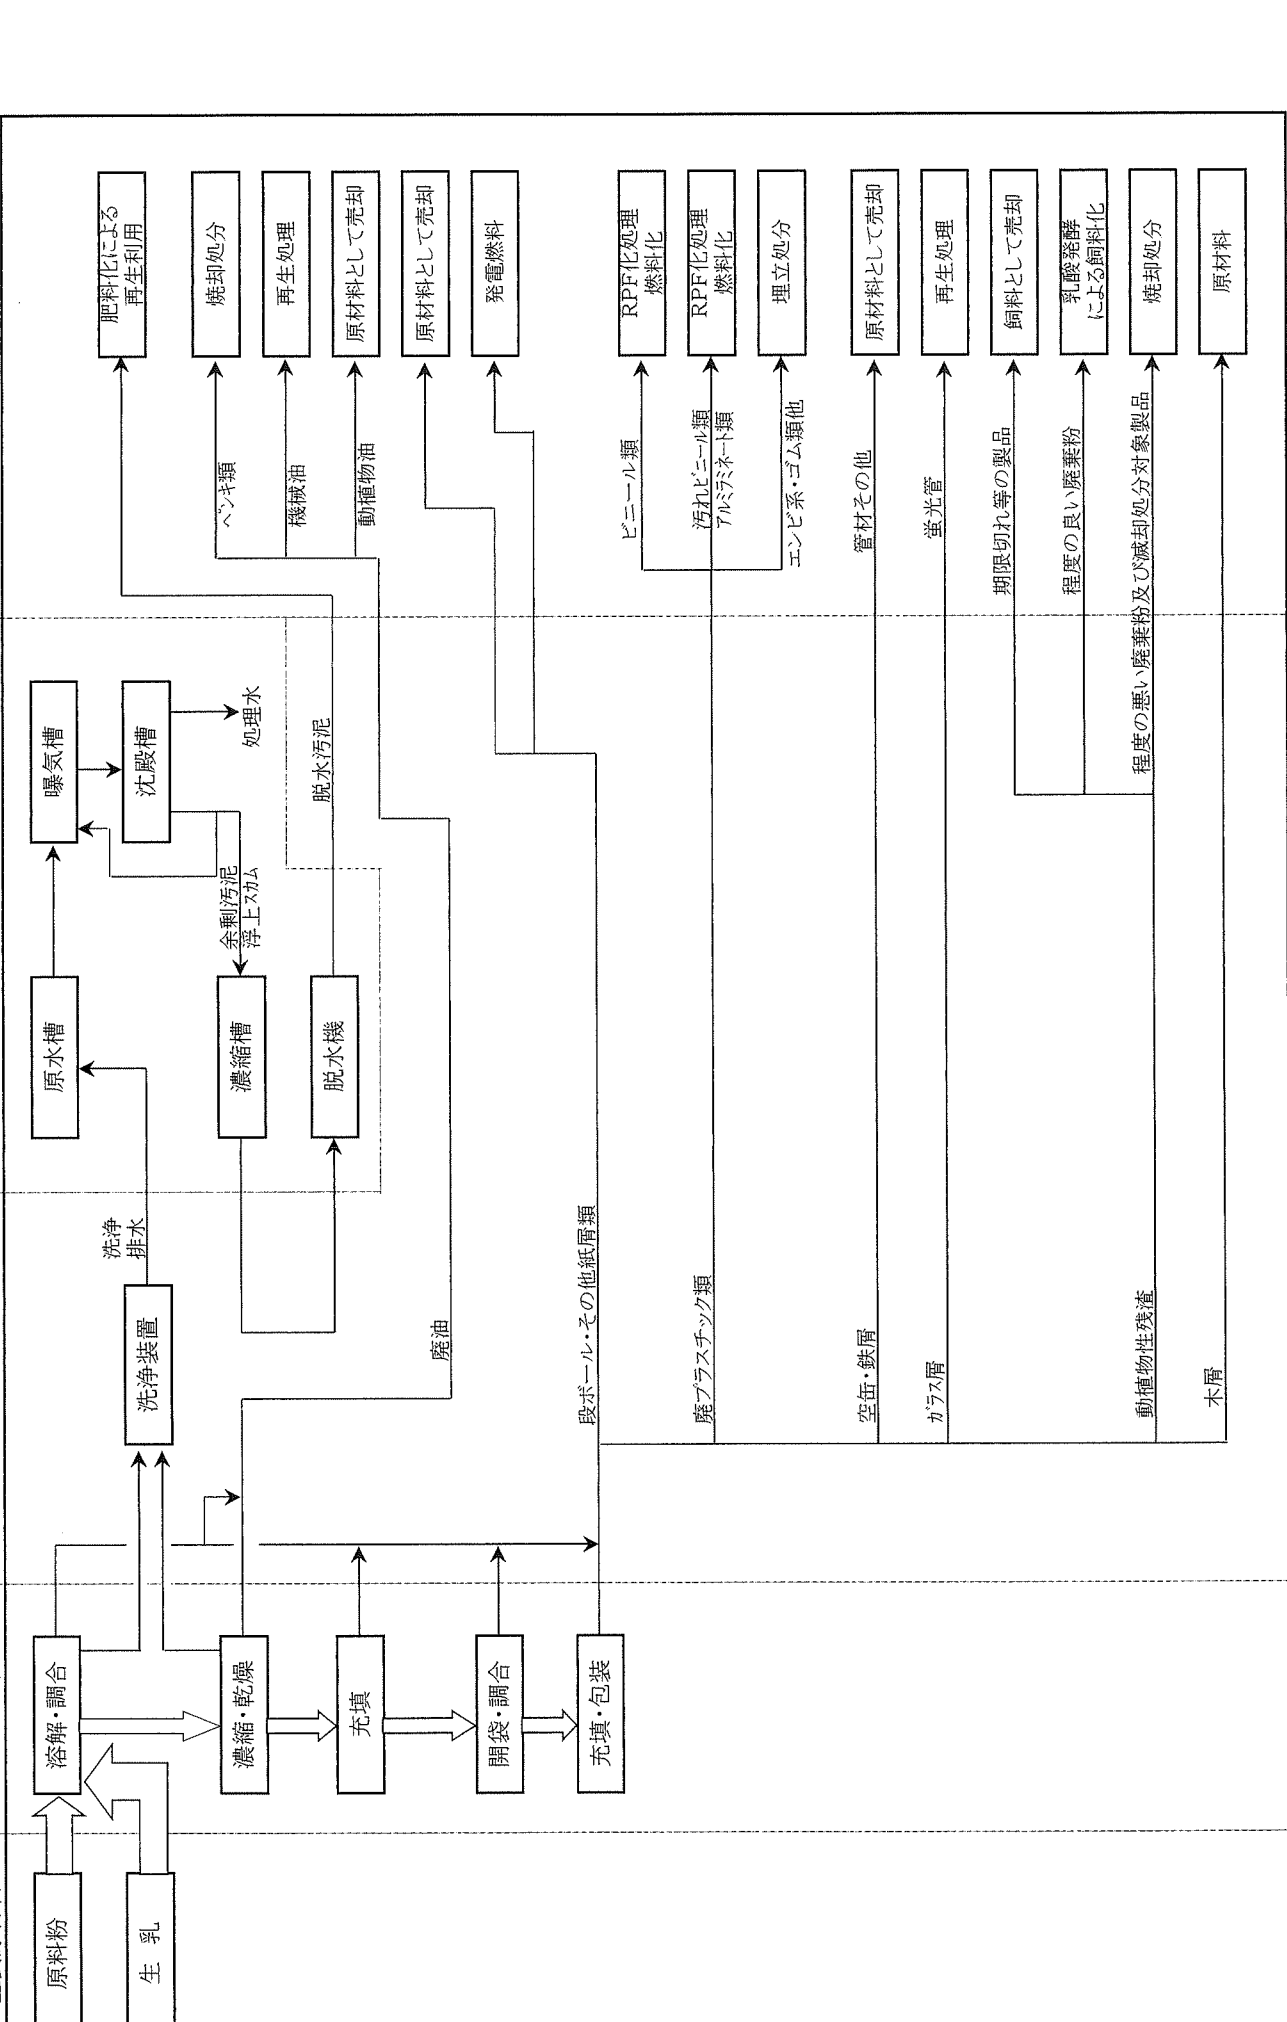 原料粉
生 乳
溶解・調合
濃縮・乾燥
充填
開袋・調合
充填・包装
洗浄装置
洗浄
排水
原水槽
曝気槽
沈殿槽
処理水
余剰汚泥
浮上スカム
濃縮槽
脱水機
脱水汚泥
肥料化による
再生利用
廃油
ペンキ類
焼却処分
機械油
再生処理
動植物油
原材料として売却
段ボール・その他紙屑類
原材料として売却
発電燃料
廃プラスチック類
ビニール類
RPF化処理
燃料化
汚れビニール類
アルミラミネート類
RPF化処理
燃料化
エンビ系・ゴム類他
埋立処分
空缶・鉄屑
管材その他
原材料として売却
ガラス屑
蛍光管
再生処理
動植物性残渣
期限切れ等の製品
飼料として売却
程度の良い廃棄粉
乳酸発酵
による飼料化
程度の悪い廃棄粉及び滅却処分対象製品
焼却処分
木屑
原材料